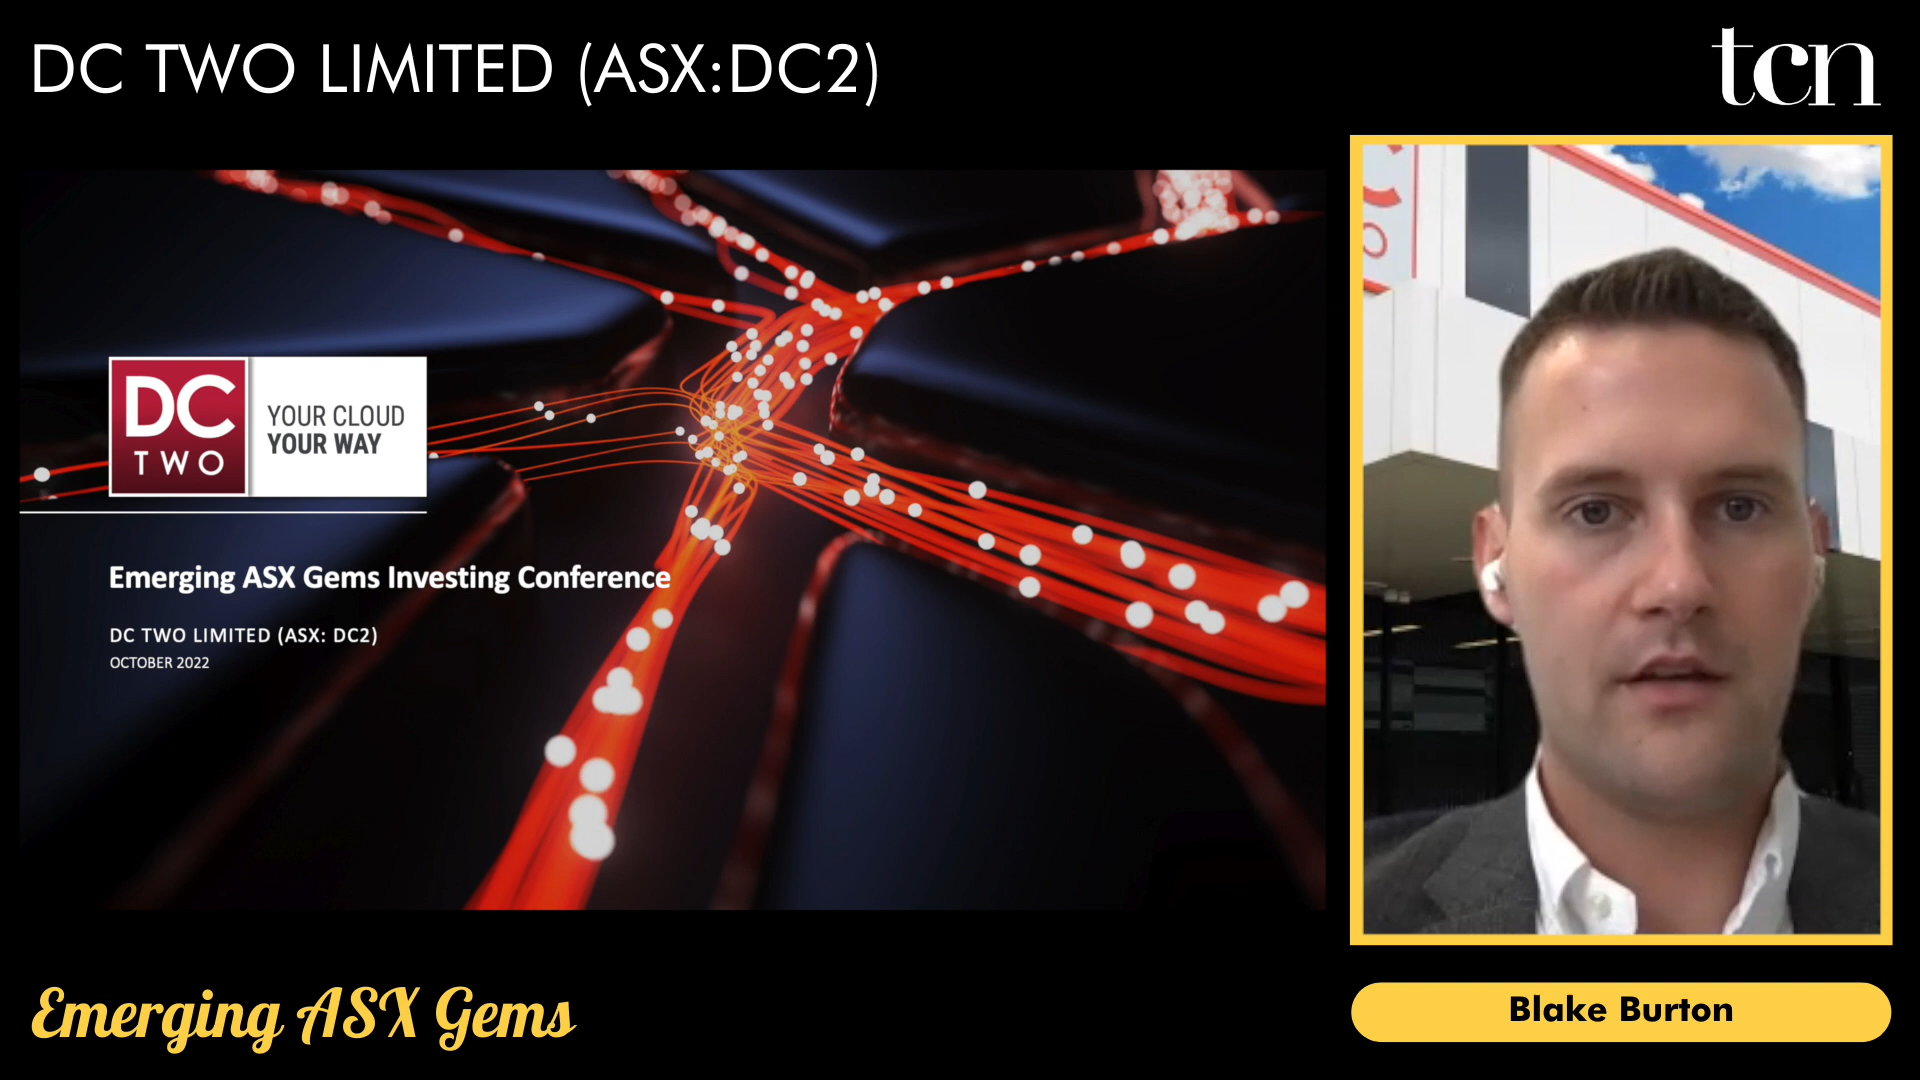 DC TWO LIMITED (ASX:DC2)
tcn
DC
TWO
YOUR CLOUD
YOUR WAY
Emerging ASX Gems Investing Conference
DC TWO LIMITED (ASX: DC2)
OCTOBER 2022
Emerging ASX Gems
Blake Burton